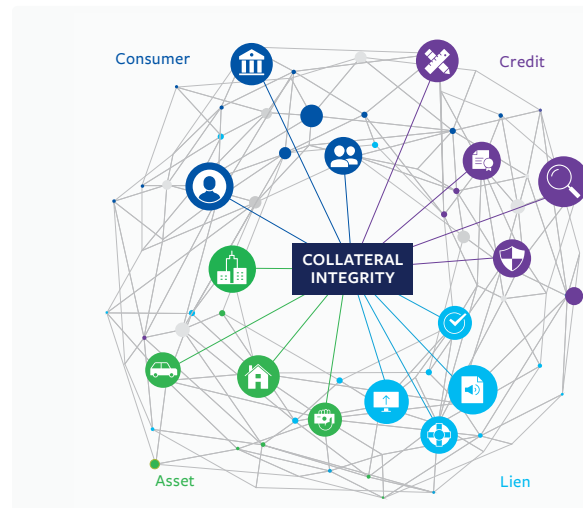 Consumer
Credit
COLLATERAL
INTEGRITY
Asset
Lien